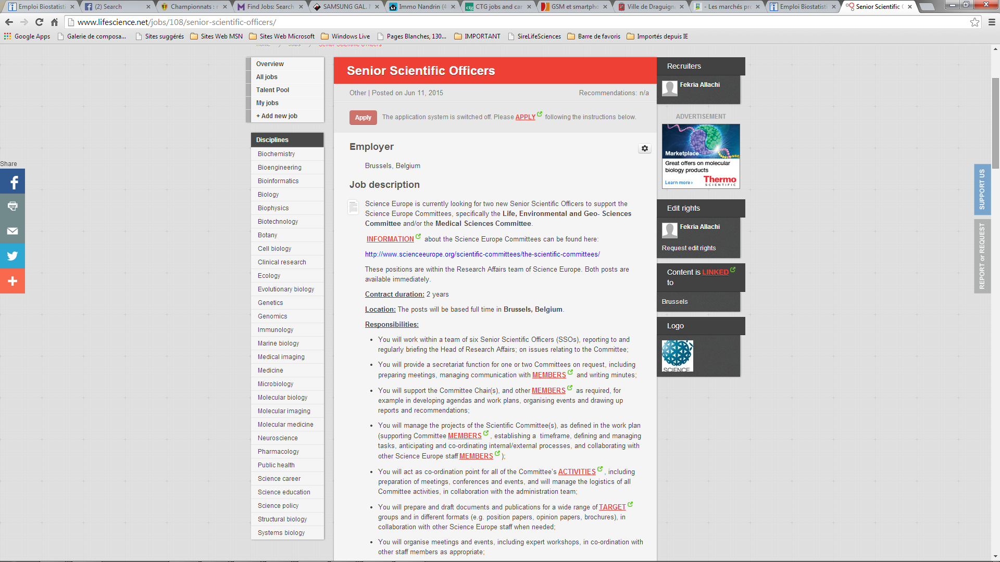 Emploi Biostatisti
(2) Search
Championnats : r
Find Jobs: Search
SAMSUNG GAL.
Immo Nandrin (4
CTG jobs and car
GSM et smartpho
Ville de Draguign
- Les marchés pr
Emploi Biostatisti
Senior Scientific
www.lifescience.net/jobs/108/senior-scientific-officers/
Google Apps
Galerie de composa...
Sites suggérés
Sites Web MSN
Sites Web Microsoft
Windows Live
Pages Blanches, 130...
IMPORTANT
SireLifeSciences
Barre de favoris
Importés depuis IE
Home / Jobs / Senior Scientific Officers
Overview
All jobs
Talent Pool
My jobs
+ Add new job
Disciplines
Biochemistry
Bioengineering
Bioinformatics
Biology
Biophysics
Biotechnology
Botany
Cell biology
Clinical research
Ecology
Evolutionary biology
Genetics
Genomics
Immunology
Marine biology
Medical imaging
Medicine
Microbiology
Molecular biology
Molecular imaging
Molecular medicine
Neuroscience
Pharmacology
Public health
Science career
Science education
Science policy
Structural biology
Systems biology
Share
Senior Scientific Officers
Other | Posted on Jun 11, 2015
Recommendations: n/a
Apply The application system is switched off. Please APPLY following the instructions below.
Employer
Brussels, Belgium
Job description
Science Europe is currently looking for two new Senior Scientific Officers to support the
Science Europe Committees, specifically the Life, Environmental and Geo- Sciences
Committee and/or the Medical Sciences Committee.
INFORMATION about the Science Europe Committees can be found here:
http://www.scienceeurope.org/scientific-committees/the-scientific-committees/
These positions are within the Research Affairs team of Science Europe. Both posts are
available immediately.
Contract duration: 2 years
Location: The posts will be based full time in Brussels, Belgium.
Responsibilities:
• You will work within a team of six Senior Scientific Officers (SSOs), reporting to and
regularly briefing the Head of Research Affairs; on issues relating to the Committee;
• You will provide a secretariat function for one or two Committees on request, including
preparing meetings, managing communication with MEMBERS and writing minutes;
• You will support the Committee Chair(s), and other MEMBERS as required, for
example in developing agendas and work plans, organising events and drawing up
reports and recommendations;
• You will manage the projects of the Scientific Committee(s), as defined in the work plan
(supporting Committee MEMBERS , establishing a timeframe, defining and managing
tasks, anticipating and co-ordinating internal/external processes, and collaborating with
other Science Europe staff MEMBERS );
• You will act as co-ordination point for all of the Committee's ACTIVITIES , including
preparation of meetings, conferences and events, and will manage the logistics of all
Committee activities, in collaboration with the administration team;
• You will prepare and draft documents and publications for a wide range of TARGET
groups and in different formats (e.g. position papers, opinion papers, brochures), in
collaboration with other Science Europe staff when needed;
• You will organise meetings and events, including expert workshops, in co-ordination with
other staff members as appropriate;
Recruiters
Fekria Allachi
ADVERTISEMENT
Marketplace
Great offers on molecular
biology products
Learn more ›
Thermo
SCIENTIFIC
Edit rights
Fekria Allachi
Request edit rights
Content is LINKED
to
Brussels
Logo
SCIENCE
SUPPORT US
REPORT or REQUEST